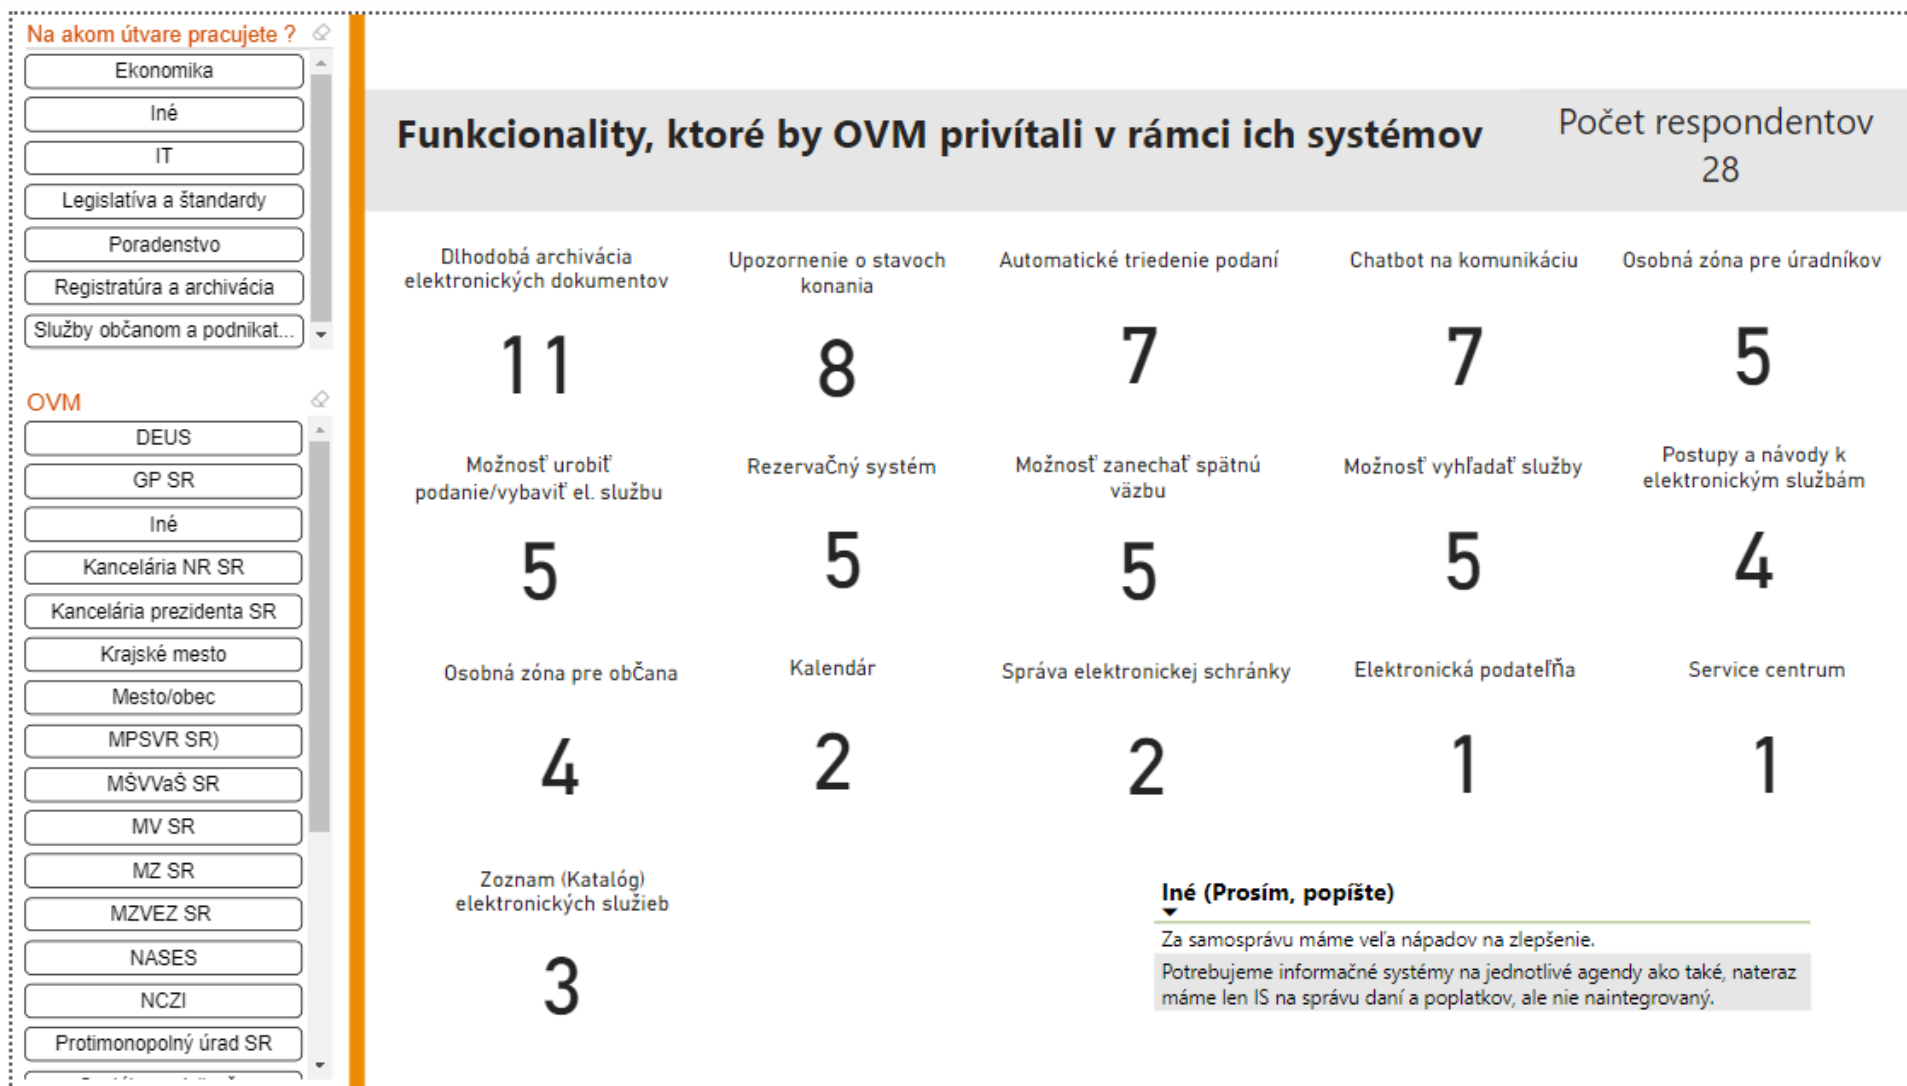 Na akom útvare pracujete ?
Ekonomika
Iné
IT
Legislatíva a štandardy
Poradenstvo
Registratúra a archivácia
Služby občanom a podnikat...
OVM
DEUS
GP SR
Iné
Kancelária NR SR
Kancelária prezidenta SR
Krajské mesto
Mesto/obec
MPSVR SR)
MŠVVaŠ SR
MV SR
MZ SR
MZVEZ SR
NASES
NCZI
Protimonopolný úrad SR
Funkcionality, ktoré by OVM privítali v rámci ich systémov
Počet respondentov
28
Dlhodobá archivácia
elektronických dokumentov
11
Upozornenie o stavoch
konania
8
Automatické triedenie podaní
7
Chatbot na komunikáciu
7
Osobná zóna pre úradníkov
5
Možnosť urobiť
podanie/vybaviť el. službu
5
Rezervačný systém
5
Možnosť zanechať spätnú
väzbu
5
Možnosť vyhľadať služby
5
Postupy a návody k
elektronickým službám
4
Osobná zóna pre občana
4
Kalendár
2
Správa elektronickej schránky
2
Elektronická podateľňa
1
Service centrum
1
Zoznam (Katalóg)
elektronických služieb
3
Iné (Prosím, popíšte)
Za samosprávu máme veľa nápadov na zlepšenie.
Potrebujeme informačné systémy na jednotlivé agendy ako také, nateraz
máme len IS na správu daní a poplatkov, ale nie naintegrovaný.